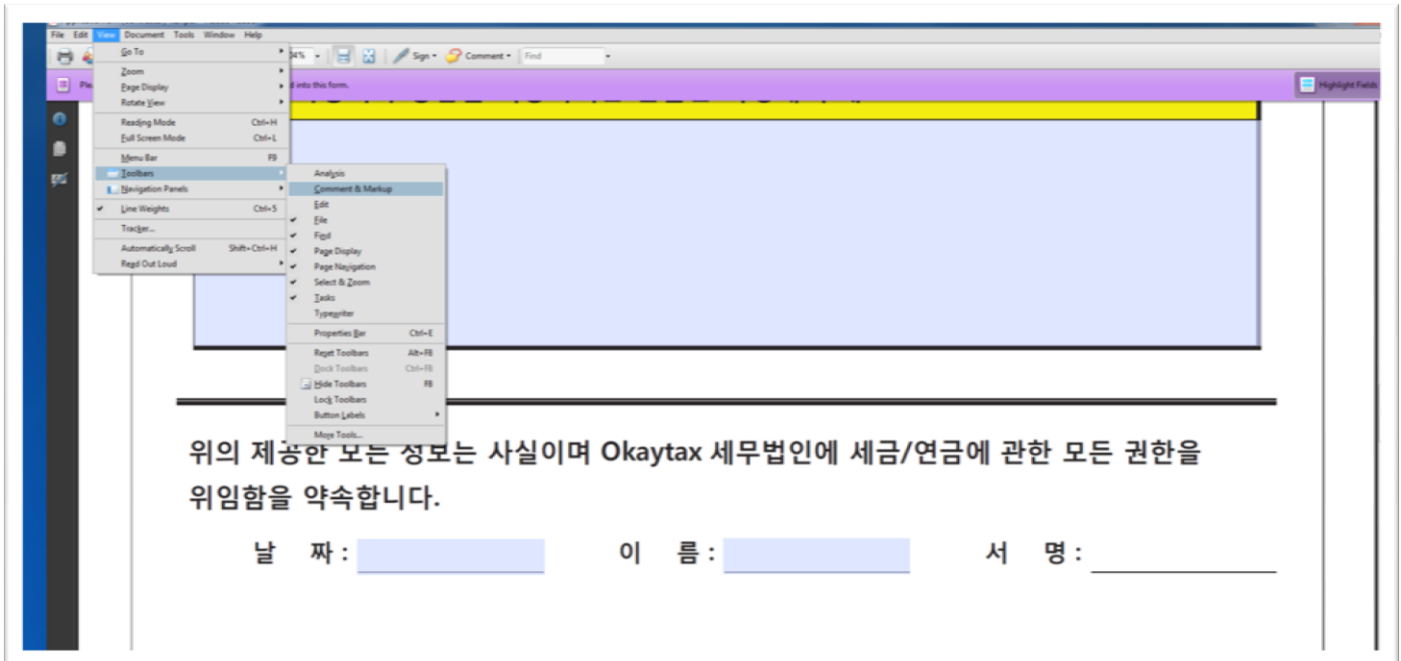 File Edit View Document Tools Window Help
Sign Comment Find
into this form.
Highlight Fields
Go To
Zoom
Page Display
Rotate View
Reading Mode Ctrl+H
Full Screen Mode Ctrl+L
Menu Bar F9
Toolbars
Navigation Panels
Line Weights Ctrl+5
Tracker...
Automatically Scroll Shift+Ctrl+H
Read Out Loud
Analysis
Comment & Markup
Edit
File
Find
Page Display
Page Navigation
Select & Zoom
Tasks
Typewriter
Properties Bar Ctrl+E
Reset Toolbars Alt+F8
Dock Toolbars Ctrl+F8
Hide Toolbars F8
Lock Toolbars
Button Labels
More Tools...
위의 제공한 모든 정보는 사실이며 Okaytax 세무법인에 세금/연금에 관한 모든 권한을
위임함을 약속합니다.
날 짜 : 이 름 : 서 명 :